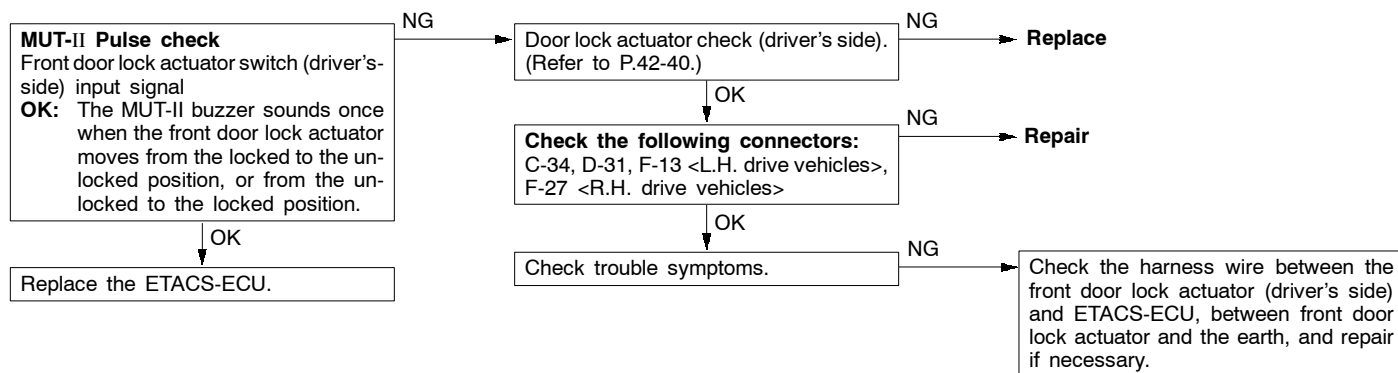 MUT-II Pulse check
Front door lock actuator switch (driver's-
side) input signal
OK: The MUT-II buzzer sounds once
when the front door lock actuator
moves from the locked to the un-
locked position, or from the un-
locked to the locked position.
OK
Replace the ETACS-ECU.
NG
Door lock actuator check (driver's side).
(Refer to P.42-40.)
NG
Replace
OK
Check the following connectors:
C-34, D-31, F-13 <L.H. drive vehicles>,
F-27 <R.H. drive vehicles>
NG
Repair
OK
Check trouble symptoms.
NG
Check the harness wire between the
front door lock actuator (driver's side)
and ETACS-ECU, between front door
lock actuator and the earth, and repair
if necessary.